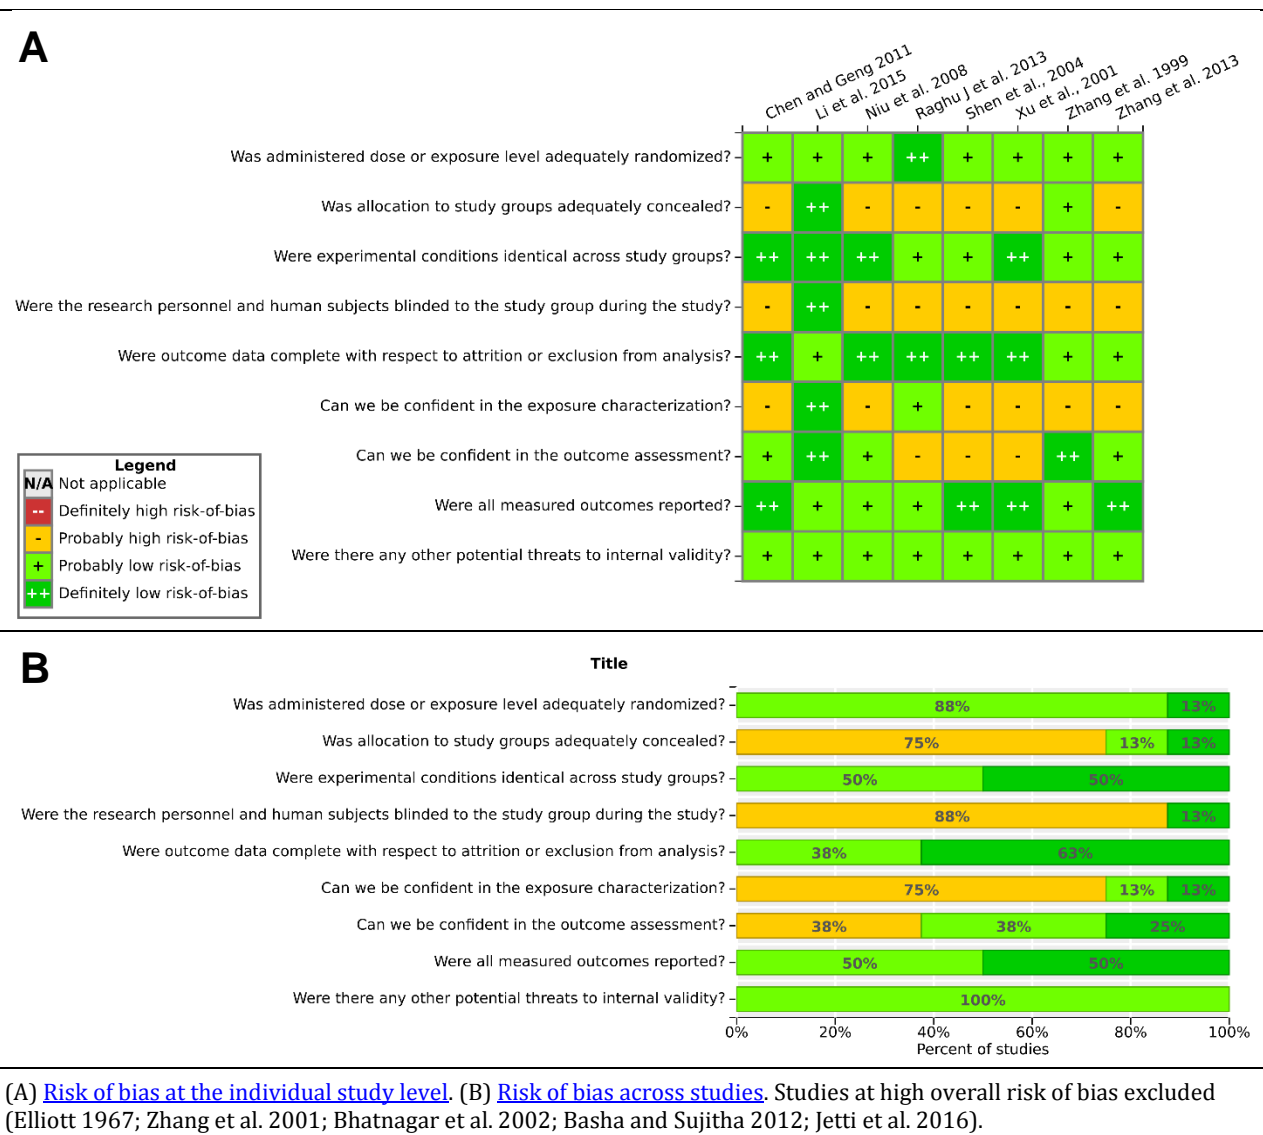 A
Chen and Geng 2011
Li et al. 2015
Niu et al. 2008
Raghu J et al. 2013
Shen et al., 2004
Xu et al., 2001
Zhang et al. 1999
Zhang et al. 2013
Was administered dose or exposure level adequately randomized? + + + ++ + + + +
Was allocation to study groups adequately concealed? - ++ - - - - + -
Were experimental conditions identical across study groups? ++ ++ ++ + + ++ + +
Were the research personnel and human subjects blinded to the study group during the study? - ++ - - - - - -
Were outcome data complete with respect to attrition or exclusion from analysis? ++ + ++ ++ ++ ++ + +
Can we be confident in the exposure characterization? - ++ - + - - - -
Can we be confident in the outcome assessment? + ++ + - - - ++ +
Were all measured outcomes reported? ++ + + + ++ ++ + ++
Were there any other potential threats to internal validity? + + + + + + + +
Legend
N/A Not applicable
-- Definitely high risk-of-bias
- Probably high risk-of-bias
+ Probably low risk-of-bias
++ Definitely low risk-of-bias
B
Title
Was administered dose or exposure level adequately randomized? 88% 13%
Was allocation to study groups adequately concealed? 75% 13% 13%
Were experimental conditions identical across study groups? 50% 50%
Were the research personnel and human subjects blinded to the study group during the study? 88% 13%
Were outcome data complete with respect to attrition or exclusion from analysis? 38% 63%
Can we be confident in the exposure characterization? 75% 13% 13%
Can we be confident in the outcome assessment? 38% 38% 25%
Were all measured outcomes reported? 50% 50%
Were there any other potential threats to internal validity? 100%
0% 20% 40% 60% 80% 100%
Percent of studies
(A) Risk of bias at the individual study level. (B) Risk of bias across studies. Studies at high overall risk of bias excluded
(Elliott 1967; Zhang et al. 2001; Bhatnagar et al. 2002; Basha and Sujitha 2012; Jetti et al. 2016).